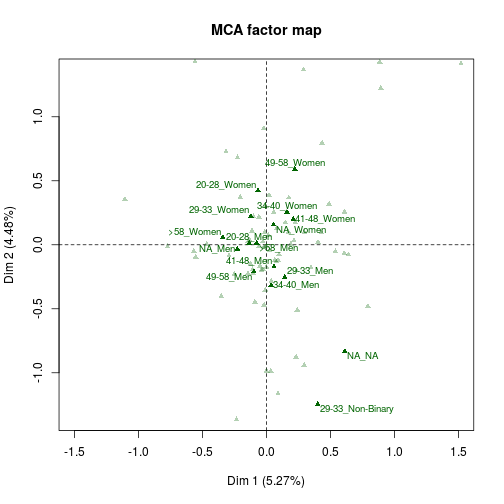 MCA factor map
1.0
0.5
0.0
-0.5
-1.0
Dim 2 (4.48%)
49-58_Women
20-28_Women
34-40_Women
29-33_Women
41-48_Women
>58_Women
NA_Women
20-28_Men
NA_Men
>58_Men
41-48_Men
29-33_Men
49-58_Men
34-40_Men
NA_NA
29-33_Non-Binary
-1.5
-1.0
-0.5
0.0
0.5
1.0
1.5
Dim 1 (5.27%)